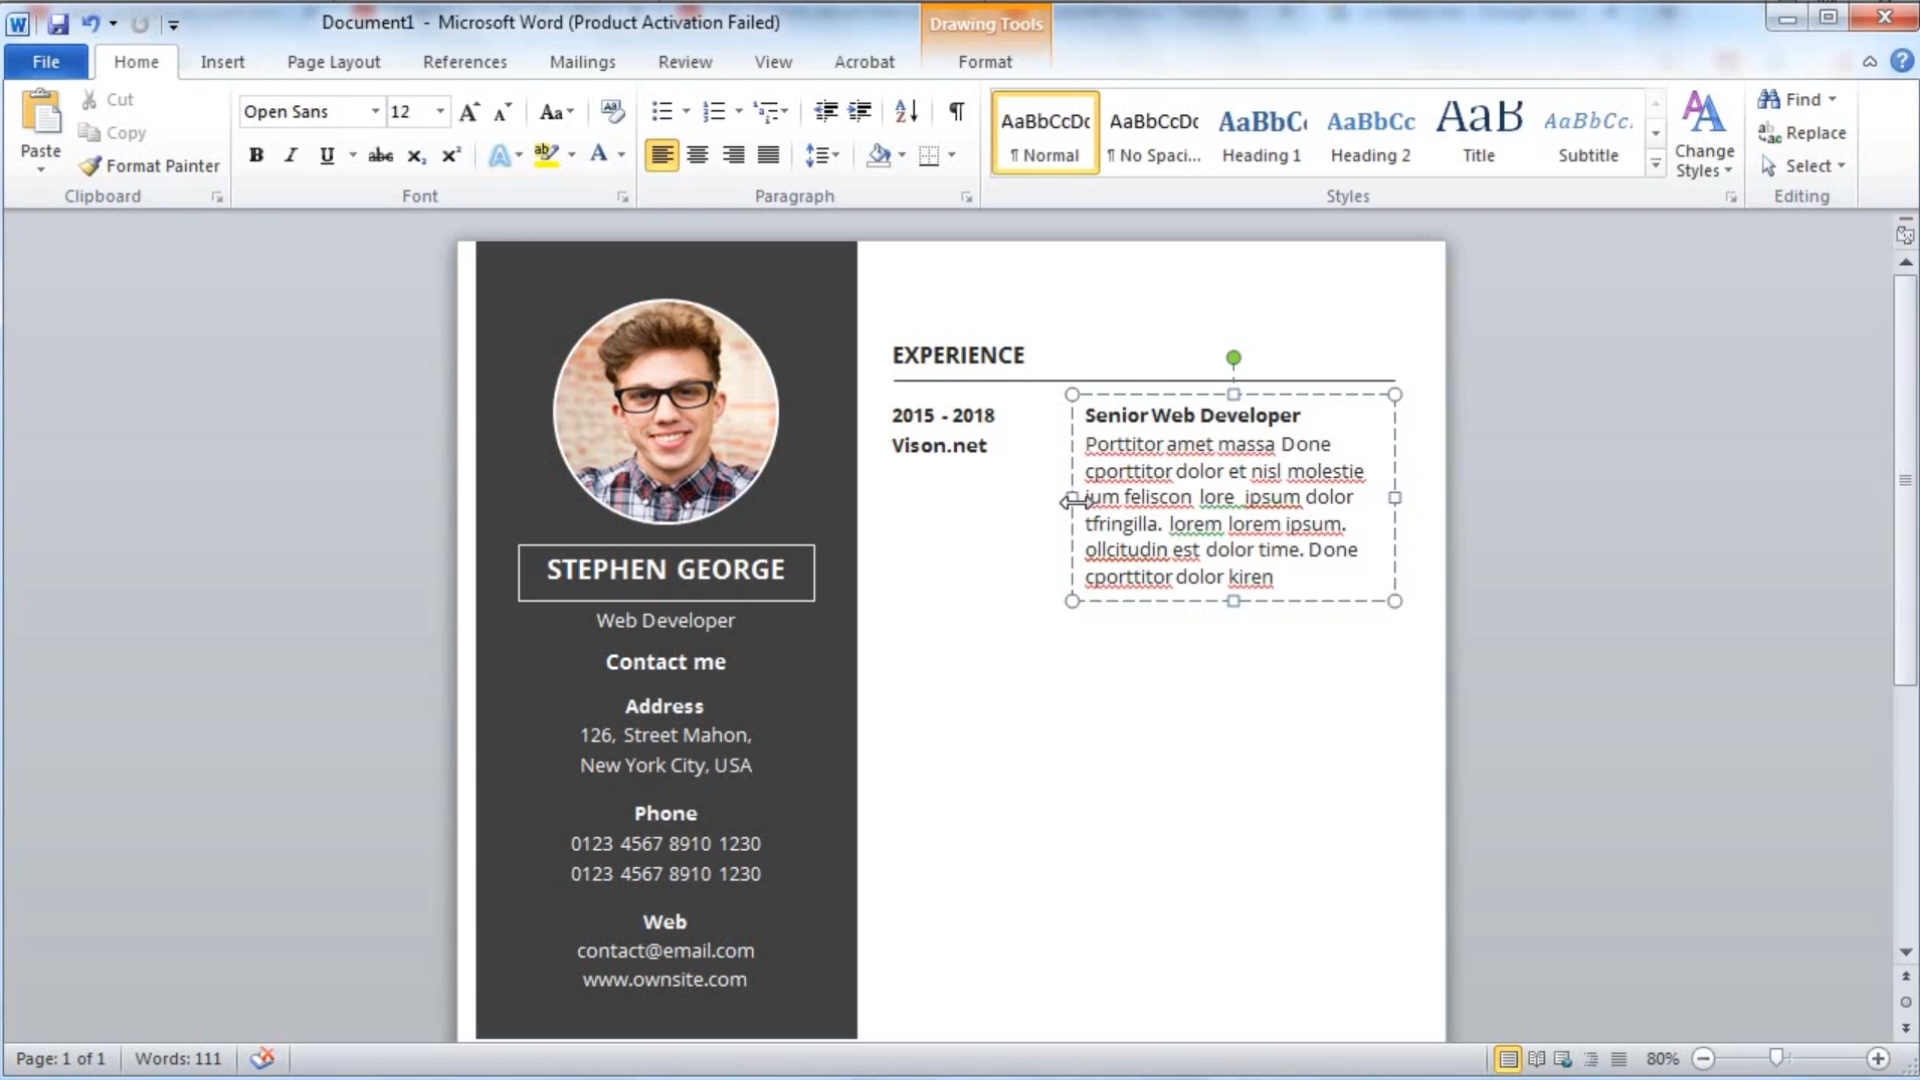 Document1 - Microsoft Word (Product Activation Failed)
Drawing Tools
File Home Insert Page Layout References Mailings Review View Acrobat Format
Paste
Cut
Copy
Format Painter
Clipboard
Open Sans 12
Font
Paragraph
AaBbCcDc AaBbCcDc AaBbCc AaBbCc AaB AaBbCc.
¶ Normal ¶ No Spaci... Heading 1 Heading 2 Title Subtitle
Styles
Change
Styles
Find
Replace
Select
Editing
STEPHEN GEORGE
Web Developer
Contact me
Address
126, Street Mahon,
New York City, USA
Phone
0123 4567 8910 1230
0123 4567 8910 1230
Web
contact@email.com
www.ownsite.com
EXPERIENCE
2015 - 2018
Vison.net
Senior Web Developer
Porttitor amet massa Done
cporttitor dolor et nisl molestie
ium feliscon lore ipsum dolor
tfringilla. lorem lorem ipsum.
ollcitudin est dolor time. Done
cporttitor dolor kiren
Page: 1 of 1 Words: 111 80%